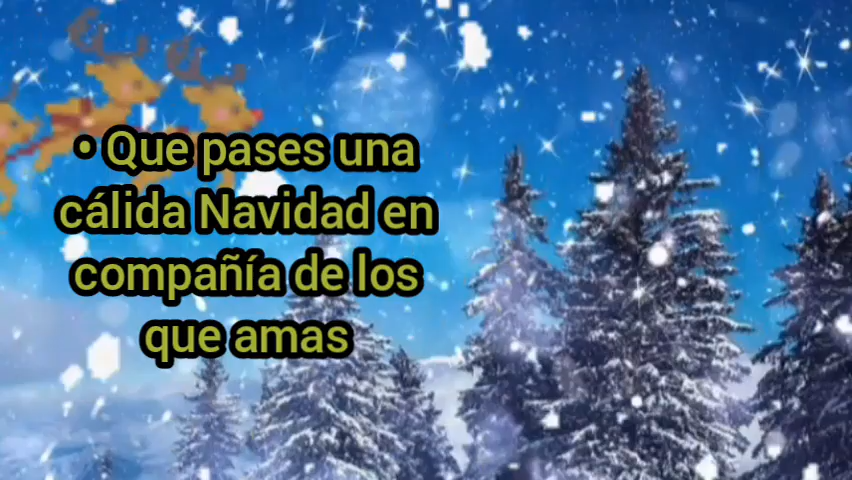 • Que pases una
cálida Navidad en
compañía de los
que amas